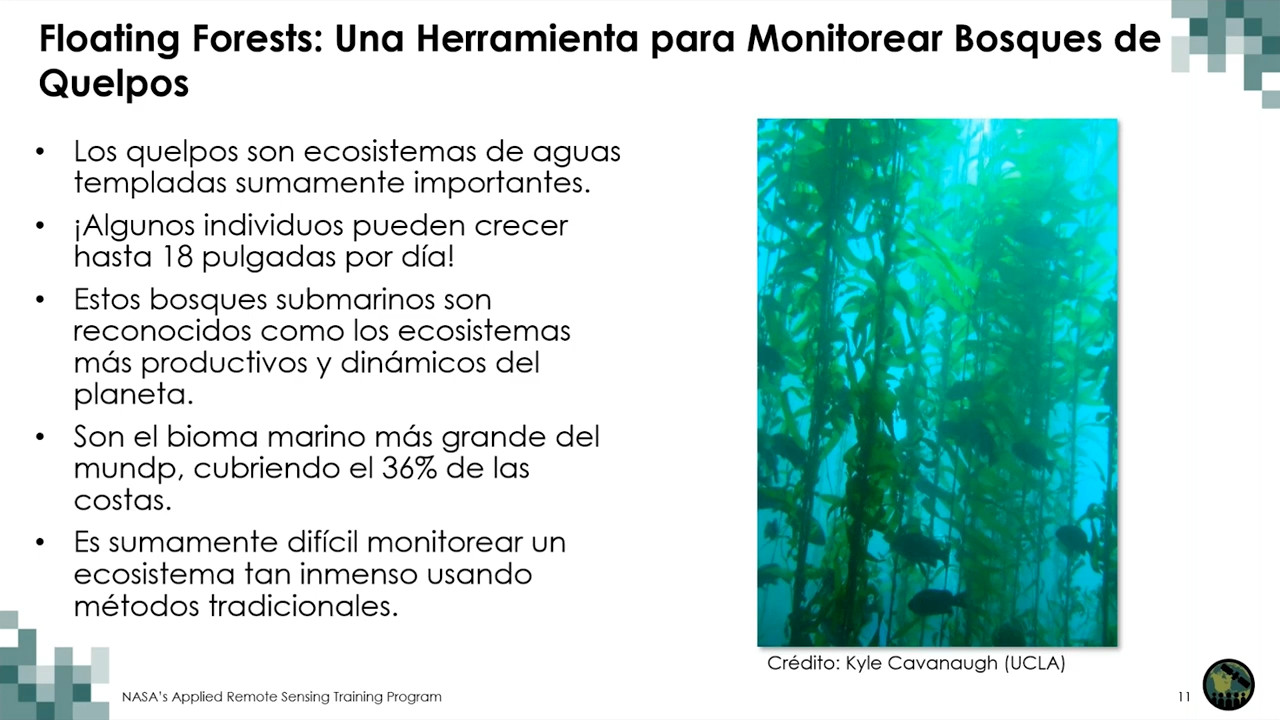 Floating Forests: Una Herramienta para Monitorear Bosques de
Quelpos
• Los quelpos son ecosistemas de aguas
templadas sumamente importantes.
• ¡Algunos individuos pueden crecer
hasta 18 pulgadas por día!
• Estos bosques submarinos son
reconocidos como los ecosistemas
más productivos y dinámicos del
planeta.
• Son el bioma marino más grande del
mundp, cubriendo el 36% de las
costas.
• Es sumamente difícil monitorear un
ecosistema tan inmenso usando
métodos tradicionales.
Crédito: Kyle Cavanaugh (UCLA)
NASA's Applied Remote Sensing Training Program
11